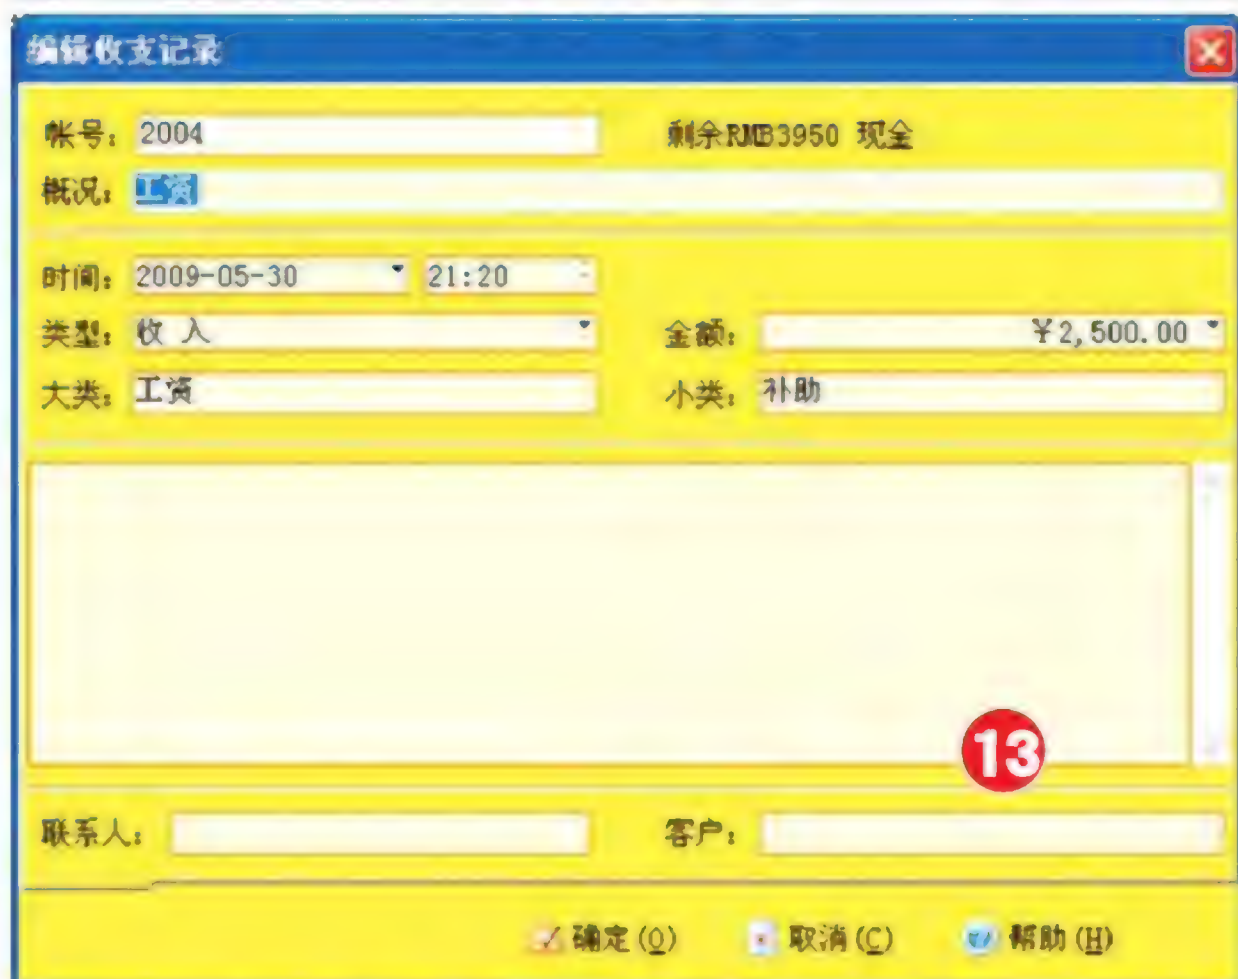 编辑收支记录
帐号: 2004 剩余RMB3950 现金
概况: 工资
时间: 2009-05-30 21:20
类型: 收 入 金额: ￥2,500.00
大类: 工资 小类: 补助
13
联系人: 客户:
确定(O) 取消(C) 帮助(H)